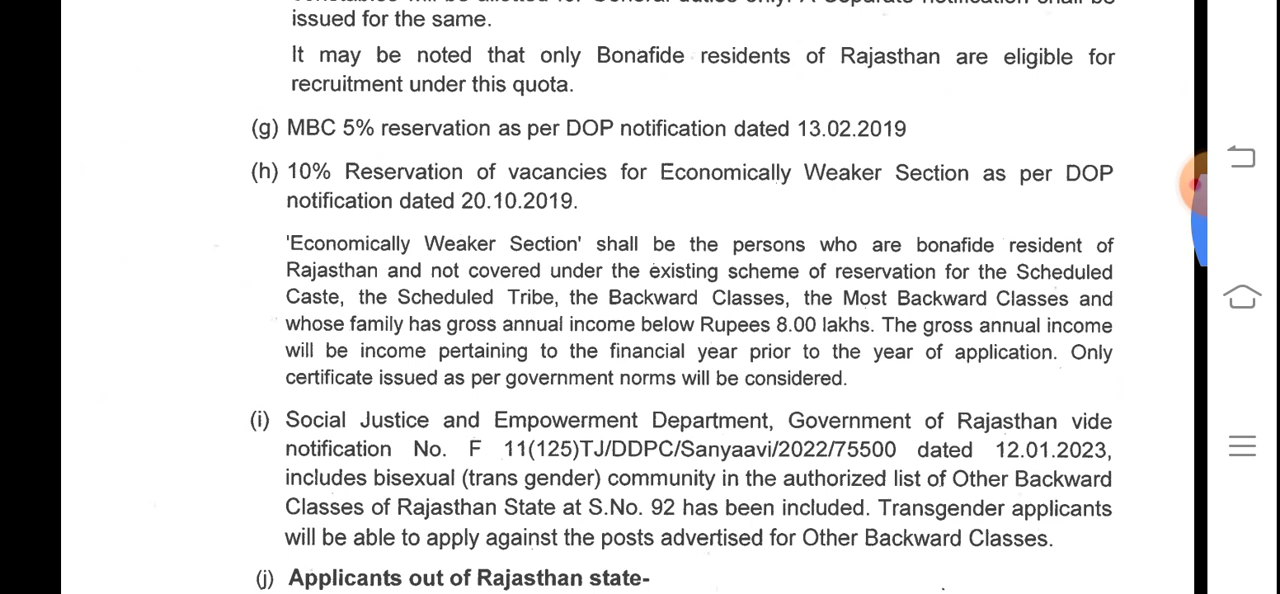 issued for the same.
It may be noted that only Bonafide residents of Rajasthan are eligible for
recruitment under this quota.
(g) MBC 5% reservation as per DOP notification dated 13.02.2019
(h) 10% Reservation of vacancies for Economically Weaker Section as per DOP
notification dated 20.10.2019.
'Economically Weaker Section' shall be the persons who are bonafide resident of
Rajasthan and not covered under the existing scheme of reservation for the Scheduled
Caste, the Scheduled Tribe, the Backward Classes, the Most Backward Classes and
whose family has gross annual income below Rupees 8.00 lakhs. The gross annual income
will be income pertaining to the financial year prior to the year of application. Only
certificate issued as per government norms will be considered.
(i) Social Justice and Empowerment Department, Government of Rajasthan vide
notification No. F 11(125)TJ/DDPC/Sanyaavi/2022/75500 dated 12.01.2023,
includes bisexual (trans gender) community in the authorized list of Other Backward
Classes of Rajasthan State at S.No. 92 has been included. Transgender applicants
will be able to apply against the posts advertised for Other Backward Classes.
(j) Applicants out of Rajasthan state-